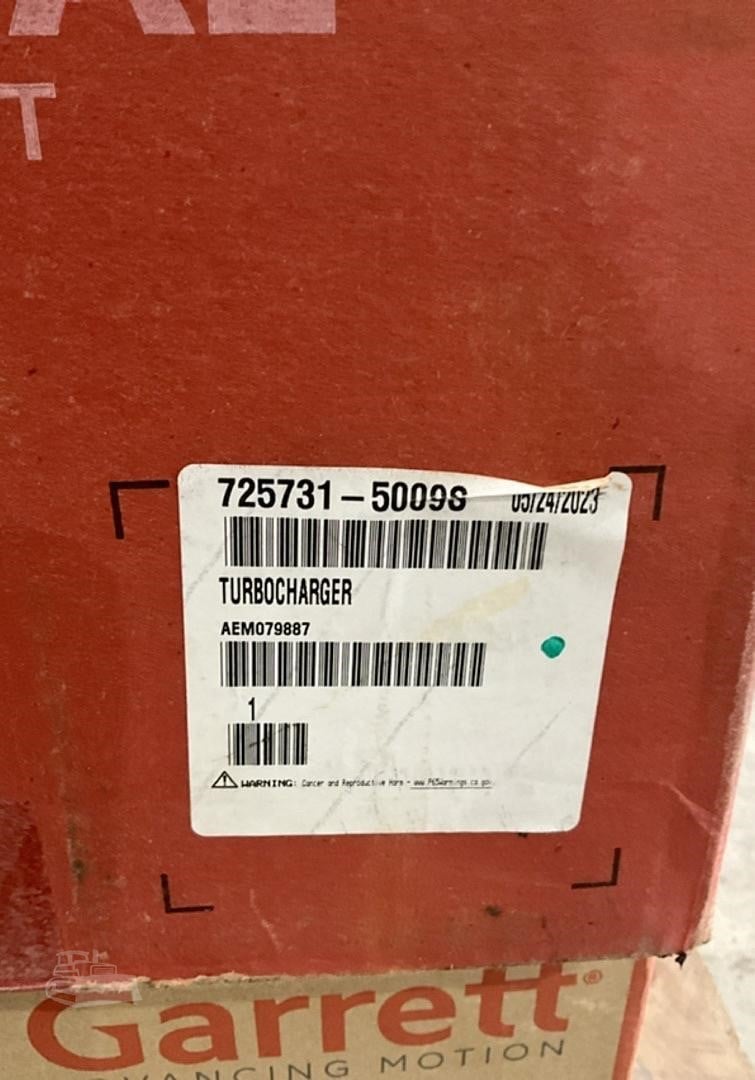 T
725731-5009S 05/24/2023
TURBOCHARGER
AEM079887
1
WARNING: Cancer and Reproductive Harm - www.P65Warnings.ca.gov
Garrett®
ADVANCING MOTION